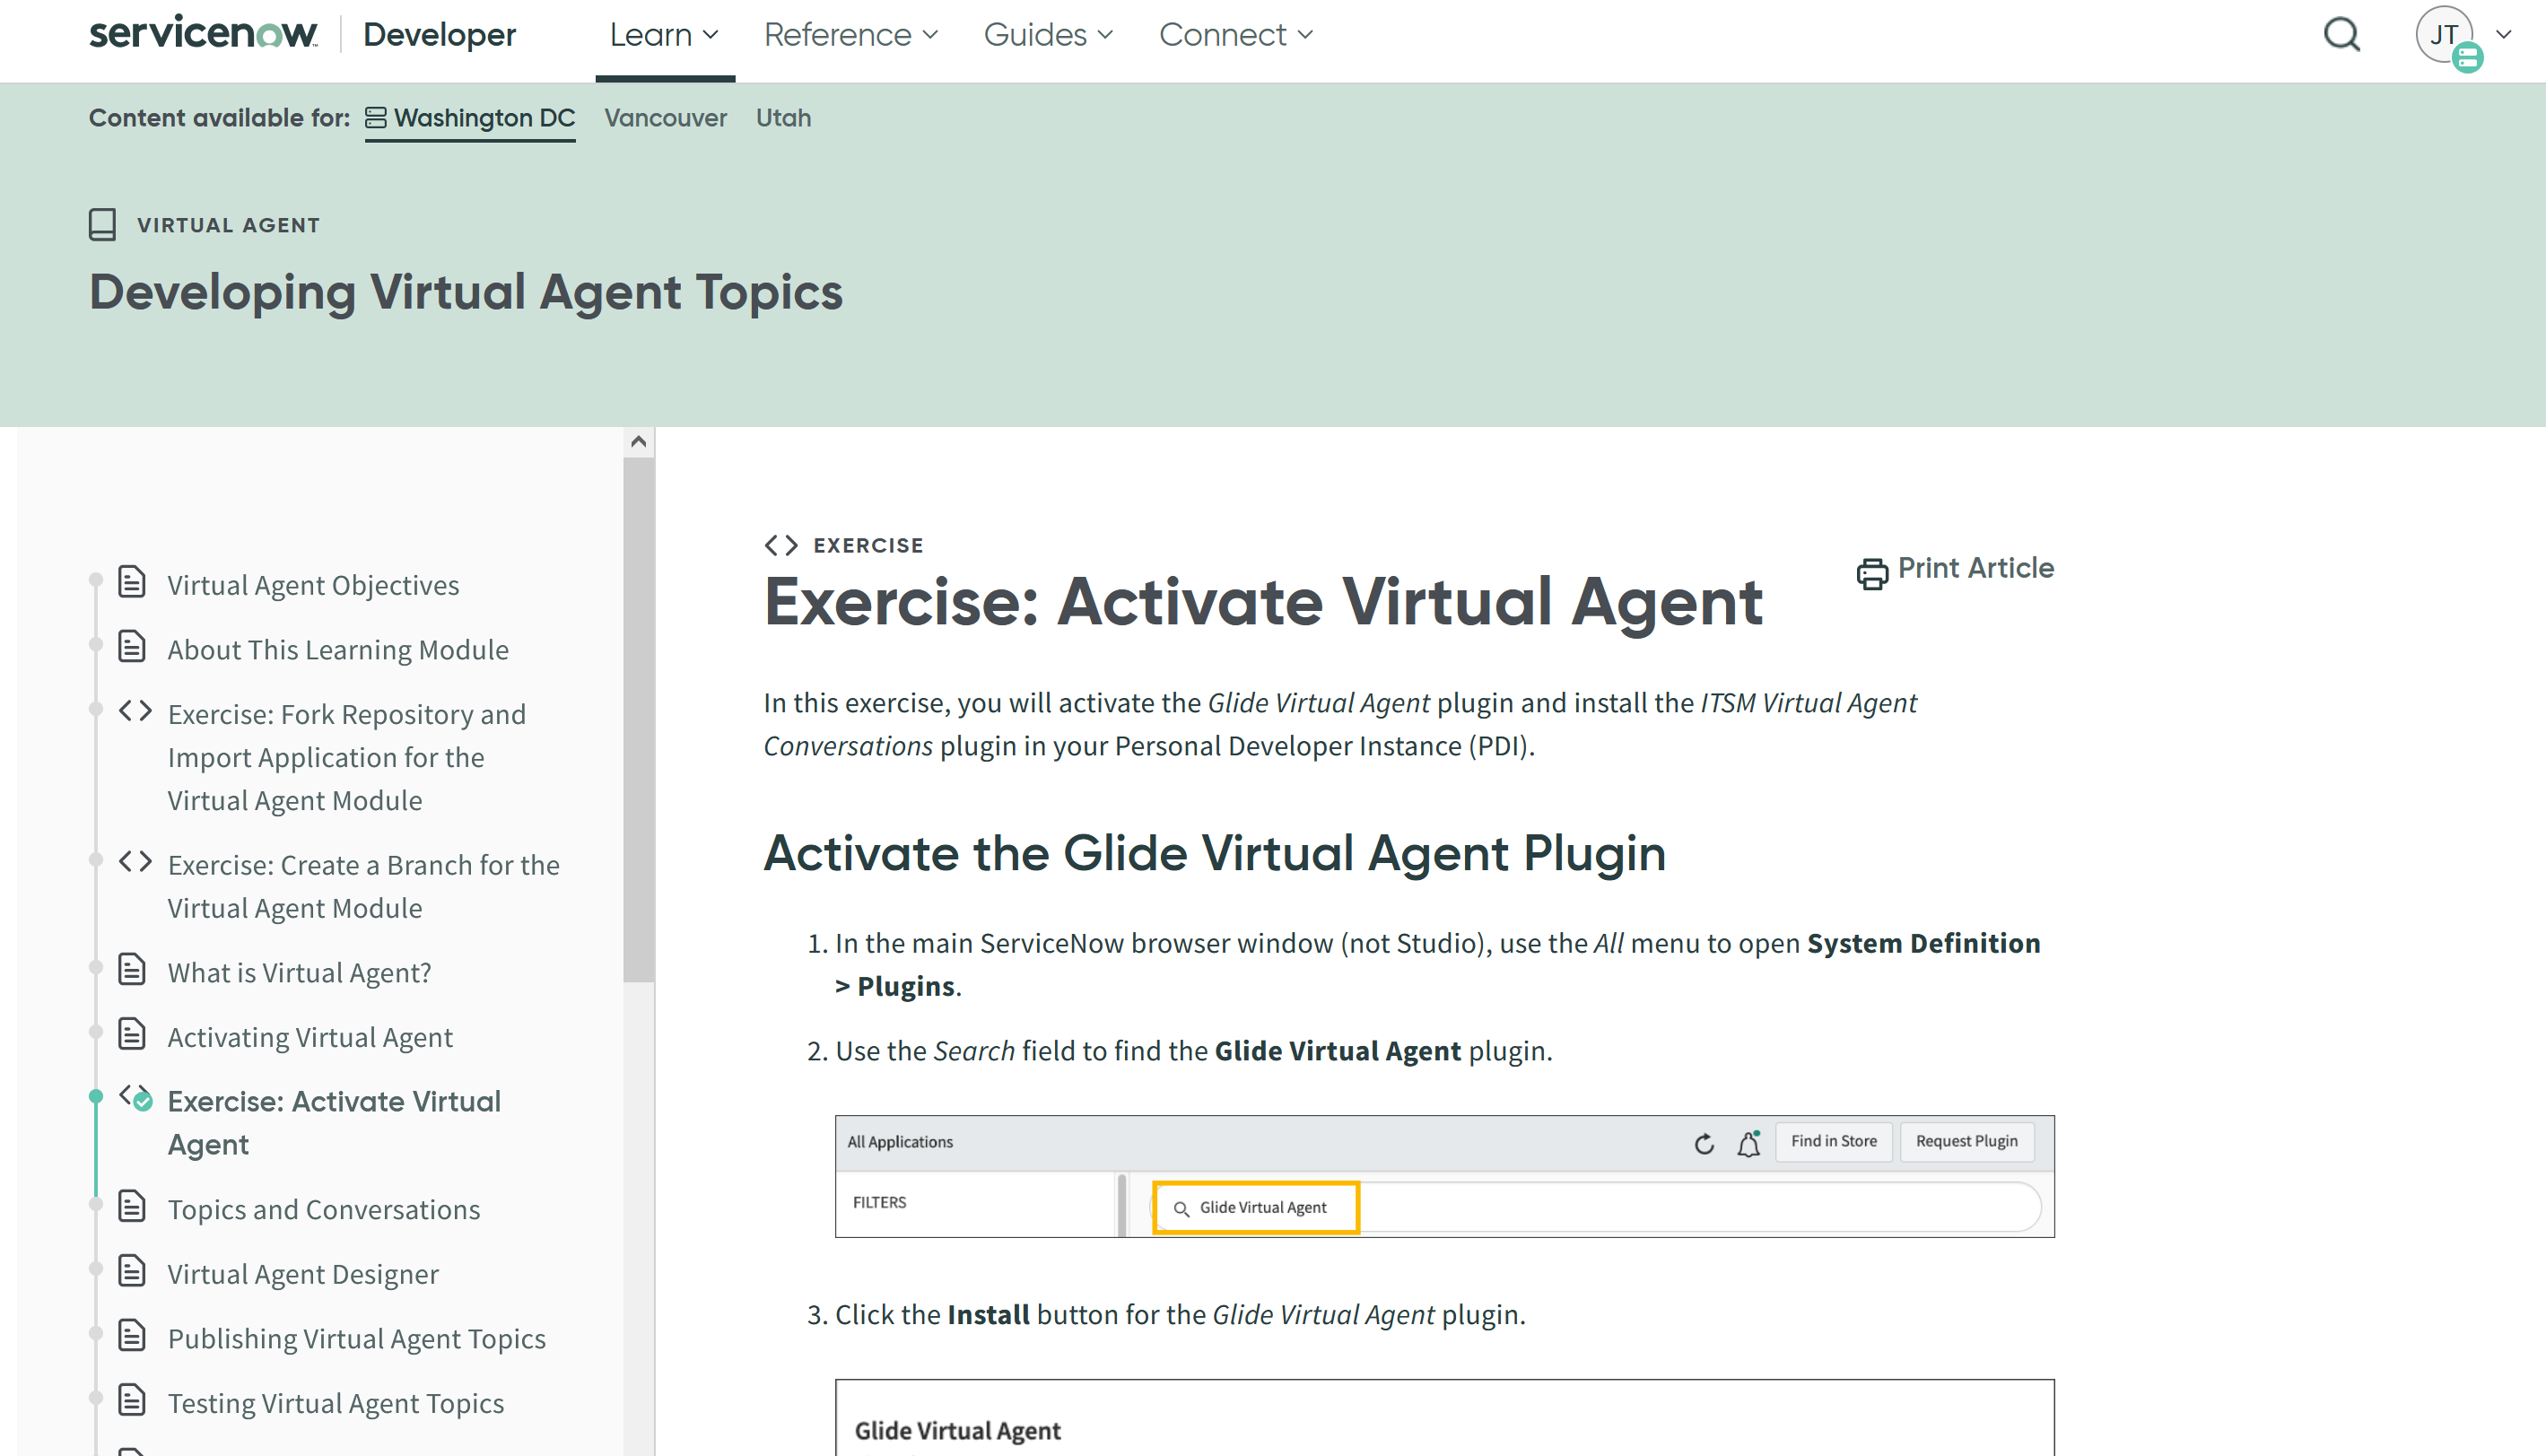 servicenow Developer Learn Reference Guides Connect JT
Content available for: Washington DC Vancouver Utah
VIRTUAL AGENT
Developing Virtual Agent Topics
Virtual Agent Objectives
About This Learning Module
Exercise: Fork Repository and
Import Application for the
Virtual Agent Module
Exercise: Create a Branch for the
Virtual Agent Module
What is Virtual Agent?
Activating Virtual Agent
Exercise: Activate Virtual
Agent
Topics and Conversations
Virtual Agent Designer
Publishing Virtual Agent Topics
Testing Virtual Agent Topics
EXERCISE
Exercise: Activate Virtual Agent
Print Article
In this exercise, you will activate the Glide Virtual Agent plugin and install the ITSM Virtual Agent
Conversations plugin in your Personal Developer Instance (PDI).
Activate the Glide Virtual Agent Plugin
1. In the main ServiceNow browser window (not Studio), use the All menu to open System Definition
> Plugins.
2. Use the Search field to find the Glide Virtual Agent plugin.
All Applications Find in Store Request Plugin
FILTERS Glide Virtual Agent
3. Click the Install button for the Glide Virtual Agent plugin.
Glide Virtual Agent